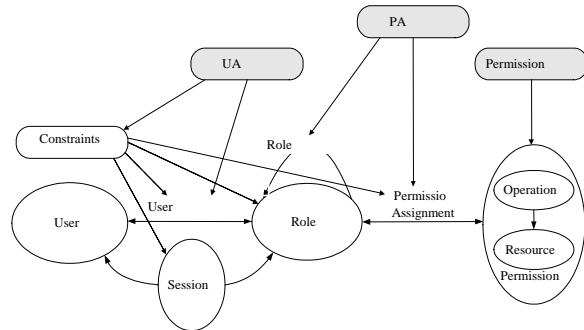 PA
UA
Permission
Constraints
Role
User
Permissio
Assignment
Operation
User
Role
Resource
Permission
Session